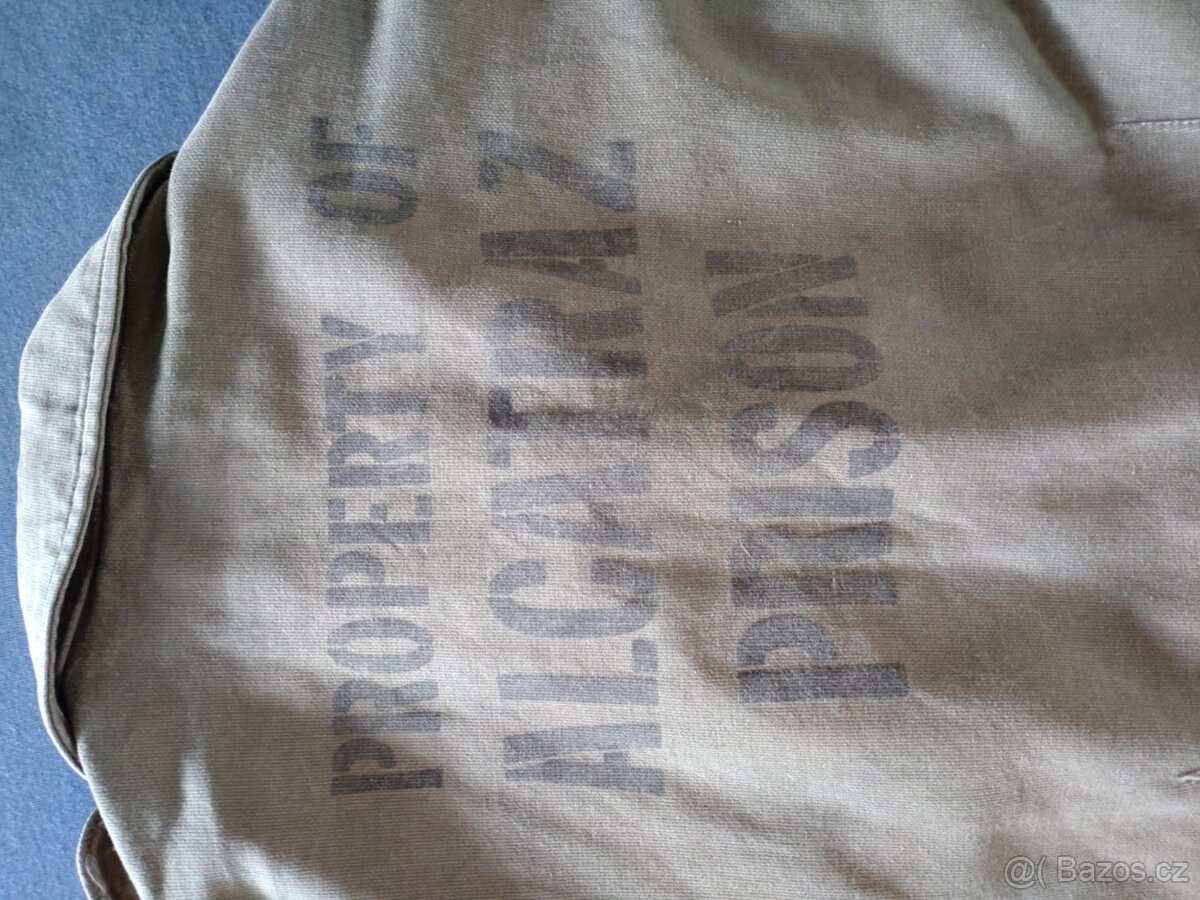 PROPERTY OF
ALCATRAZ
PRISON
@( Bazos.cz